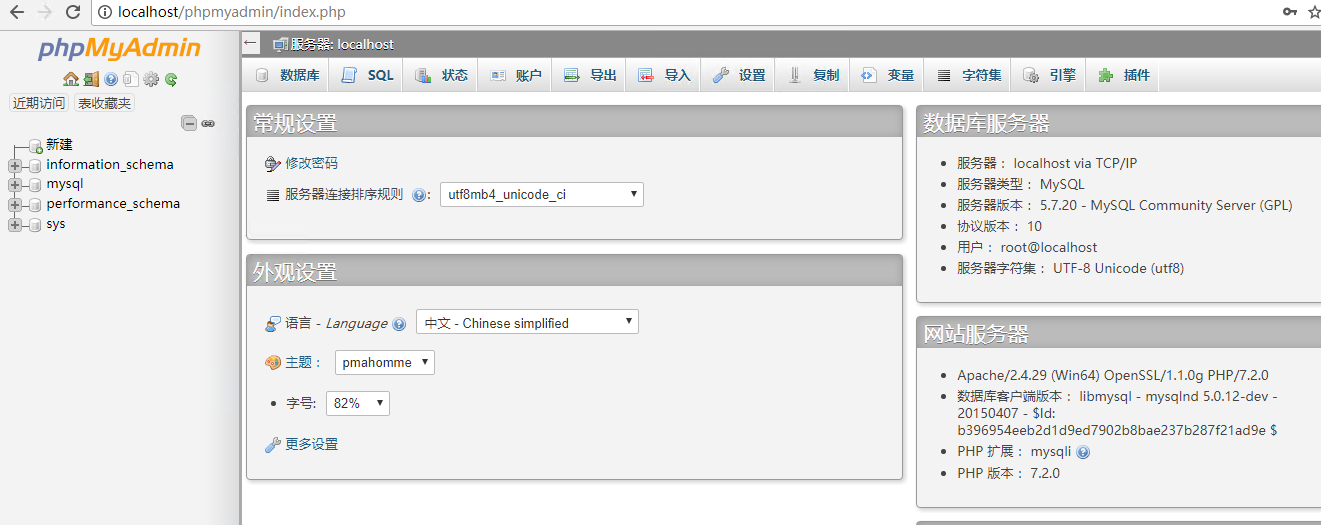 localhost/phpmyadmin/index.php
phpMyAdmin
近期访问 表收藏夹
新建
information_schema
mysql
performance_schema
sys
服务器: localhost
数据库 SQL 状态 账户 导出 导入 设置 复制 变量 字符集 引擎 插件
常规设置
修改密码
服务器连接排序规则 : utf8mb4_unicode_ci
外观设置
语言 - Language 中文 - Chinese simplified
主题： pmahomme
字号: 82%
更多设置
数据库服务器
服务器： localhost via TCP/IP
服务器类型： MySQL
服务器版本： 5.7.20 - MySQL Community Server (GPL)
协议版本： 10
用户： root@localhost
服务器字符集： UTF-8 Unicode (utf8)
网站服务器
Apache/2.4.29 (Win64) OpenSSL/1.1.0g PHP/7.2.0
数据库客户端版本： libmysql - mysqlnd 5.0.12-dev -
20150407 - $Id:
b396954eeb2d1d9ed7902b8bae237b287f21ad9e $
PHP 扩展： mysqli
PHP 版本： 7.2.0